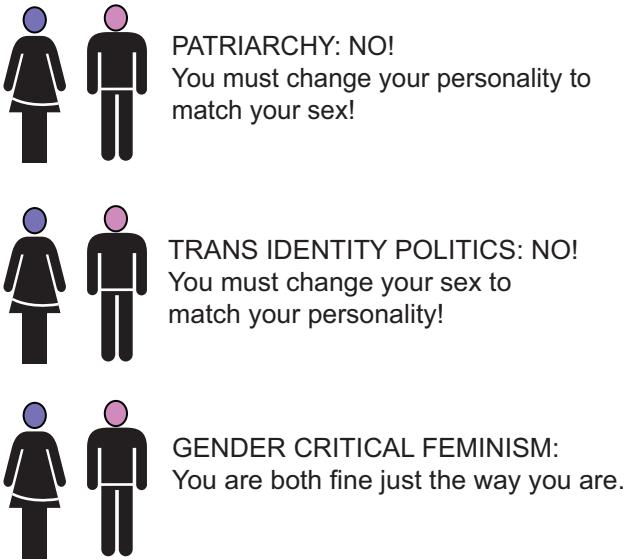 PATRIARCHY: NO!
You must change your personality to
match your sex!
TRANS IDENTITY POLITICS: NO!
You must change your sex to
match your personality!
GENDER CRITICAL FEMINISM:
You are both fine just the way you are.